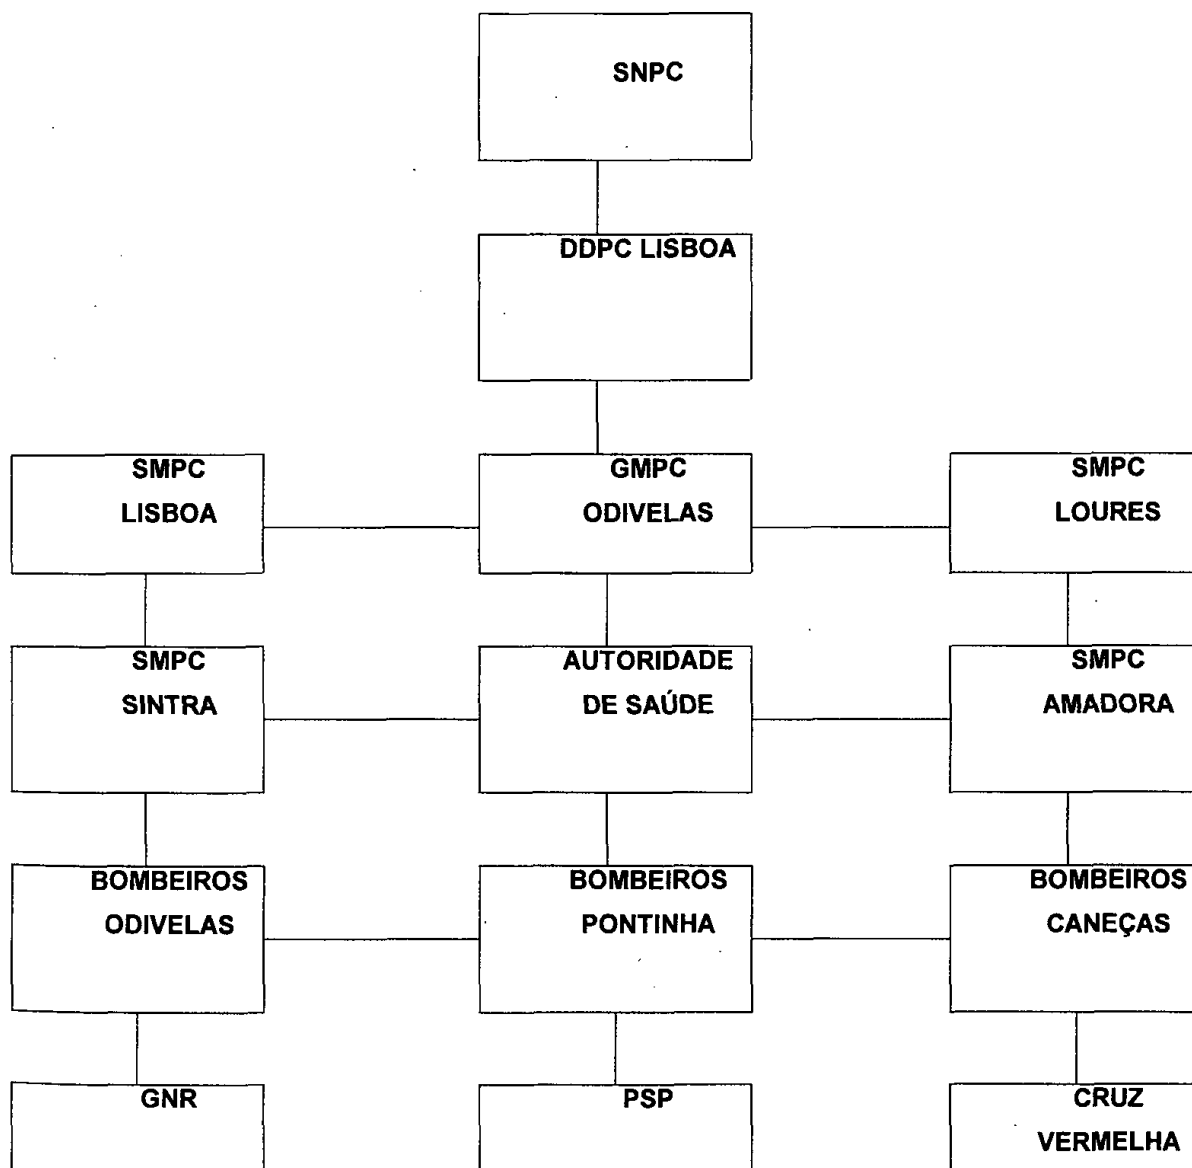 SNPC
DDPC LISBOA
SMPC
LISBOA
GMPC
ODIVELAS
SMPC
LOURES
SMPC
SINTRA
AUTORIDADE
DE SAÚDE
SMPC
AMADORA
BOMBEIROS
ODIVELAS
BOMBEIROS
PONTINHA
BOMBEIROS
CANEÇAS
GNR
PSP
CRUZ
VERMELHA